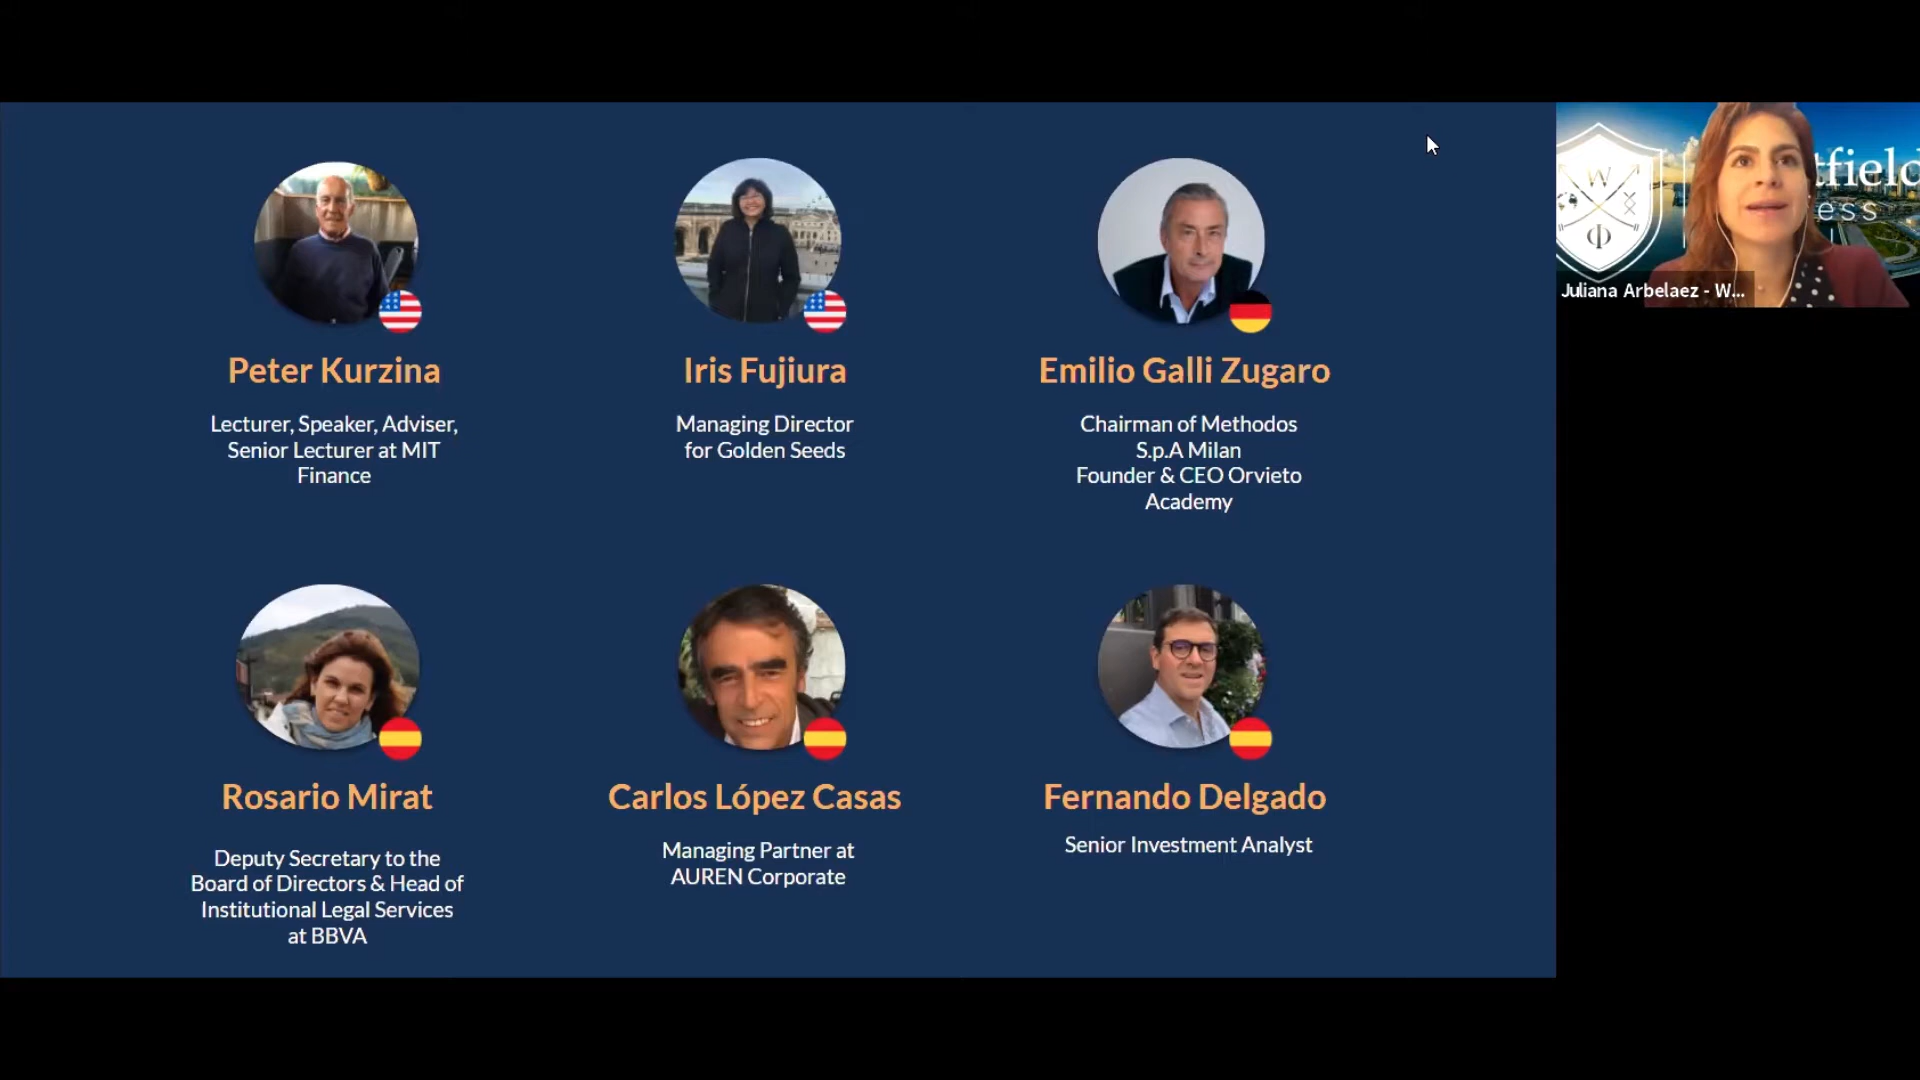 Peter Kurzina
Lecturer, Speaker, Adviser,
Senior Lecturer at MIT
Finance
Iris Fujiura
Managing Director
for Golden Seeds
Emilio Galli Zugaro
Chairman of Methodos
S.p.A Milan
Founder & CEO Orvieto
Academy
Rosario Mirat
Deputy Secretary to the
Board of Directors & Head of
Institutional Legal Services
at BBVA
Carlos López Casas
Managing Partner at
AUREN Corporate
Fernando Delgado
Senior Investment Analyst
W
Φ
tfield
ess
Juliana Arbelaez - W...